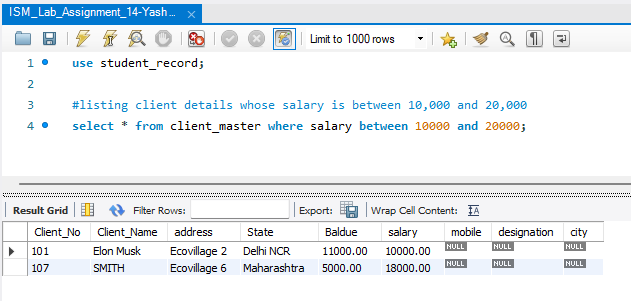 ISM_Lab_Assignment_14-Yash...
Limit to 1000 rows
1 use student_record;
2
3 #listing client details whose salary is between 10,000 and 20,000
4 select * from client_master where salary between 10000 and 20000;
Result Grid Filter Rows: Export: Wrap Cell Content: IA
Client_No Client_Name address State Baldue salary mobile designation city
101 Elon Musk Ecovillage 2 Delhi NCR 11000.00 10000.00 NULL NULL NULL
107 SMITH Ecovillage 6 Maharashtra 5000.00 18000.00 NULL NULL NULL